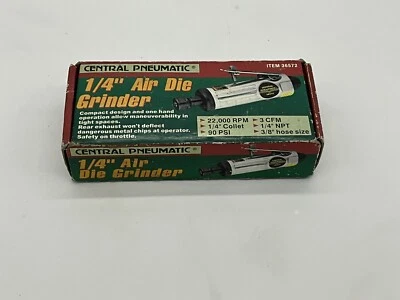 CENTRAL PNEUMATIC®
ITEM 36672
1/4" Air Die
Grinder
Compact design and one hand
operation allow maneuverability in
tight spaces.
Rear exhaust won't deflect
dangerous metal chips at operator.
Safety on throttle.
22,000 RPM
1/4" Collet
90 PSI
3 CFM
1/4" NPT
3/8" hose size
CENTRAL PNEUMATIC®
1/4" Air
Die Grinder